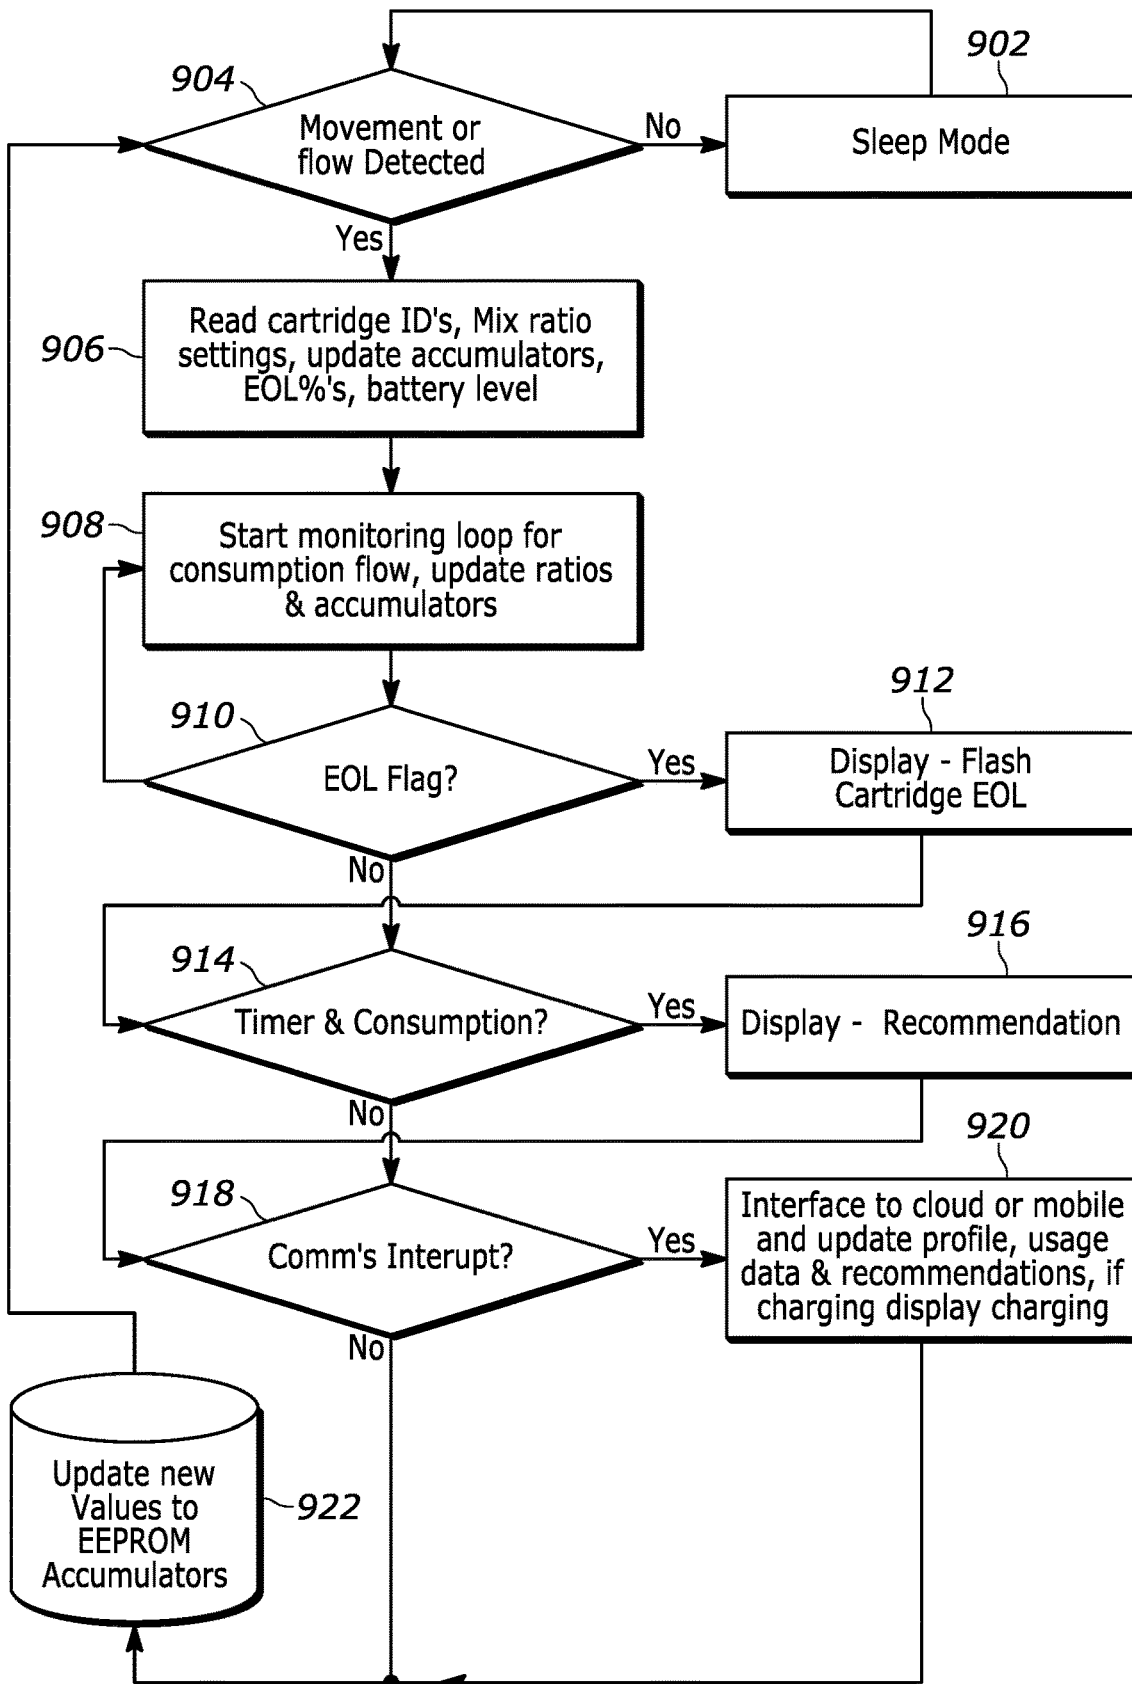 902
904
Movement or
flow Detected
No
Sleep Mode
Yes
906
Read cartridge ID's, Mix ratio
settings, update accumulators,
EOL%'s, battery level
908
Start monitoring loop for
consumption flow, update ratios
& accumulators
910
EOL Flag?
Yes
912
Display - Flash
Cartridge EOL
No
914
Timer & Consumption?
Yes
916
Display - Recommendation
No
918
Comm's Interupt?
Yes
920
Interface to cloud or mobile
and update profile, usage
data & recommendations, if
charging display charging
No
Update new
Values to
EEPROM
Accumulators
922